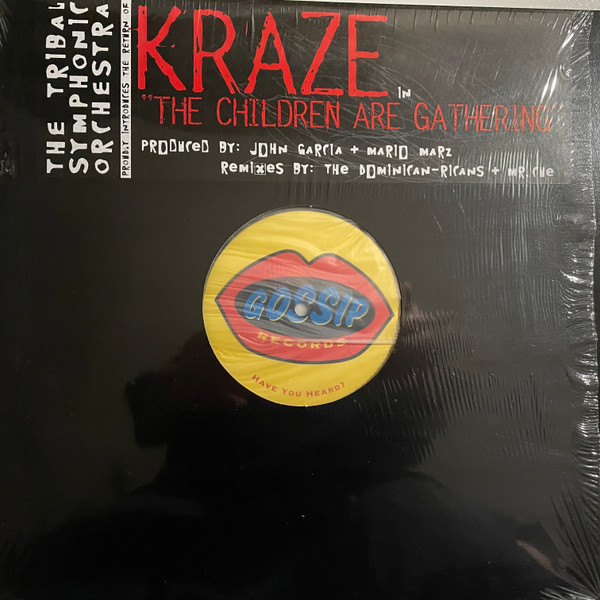 THE TRIBAL
SYMPHONIC
ORCHESTRA
PROUDLY INTRODUCES THE RETURN OF
KRAZE IN
"THE CHILDREN ARE GATHERING"
PRODUCED BY: JOHN GARCIA + MARIO MARZ
REMIXES BY: THE DOMINICAN-RICANS + MR. CHE
GOSSIP
RECORDS
HAVE YOU HEARD?